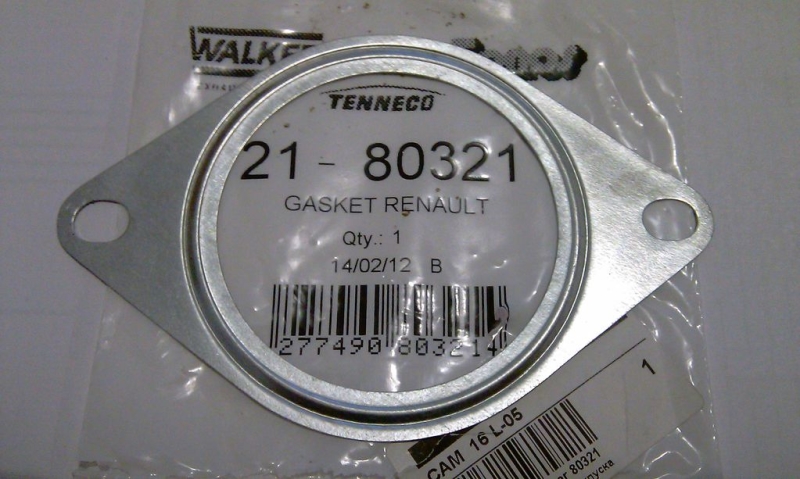 WALKER
TENNECO
21 - 80321
GASKET RENAULT
Qty.: 1
14/02/12 B
277490 803214
1
CAM 16 L-05
80321